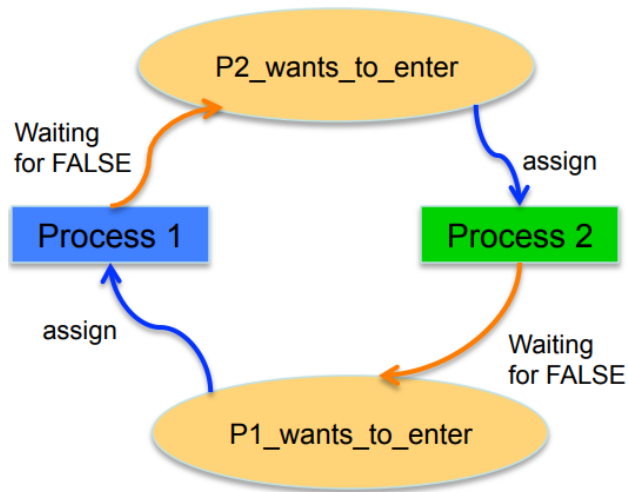 P2_wants_to_enter
Waiting
for FALSE
assign
Process 1
Process 2
assign
Waiting
for FALSE
P1_wants_to_enter